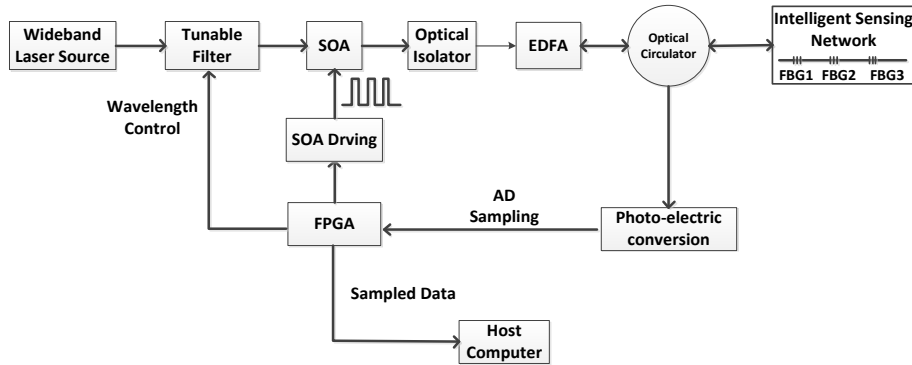 Wideband
Laser Source
Tunable
Filter
SOA
Optical
Isolator
EDFA
Optical
Circulator
Intelligent Sensing
Network
FBG1 FBG2 FBG3
Wavelength
Control
SOA Drving
FPGA
AD
Sampling
Photo-electric
conversion
Sampled Data
Host
Computer